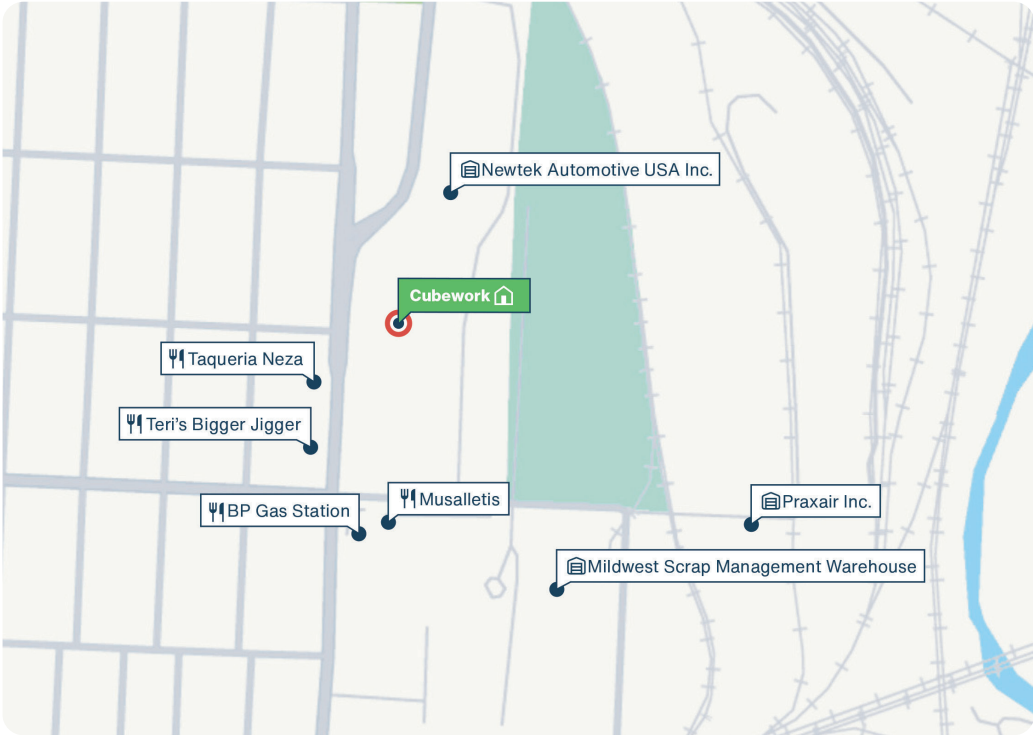 Newtek Automotive USA Inc.
Cubework
Taqueria Neza
Teri's Bigger Jigger
Musalletis
BP Gas Station
Praxair Inc.
Mildwest Scrap Management Warehouse